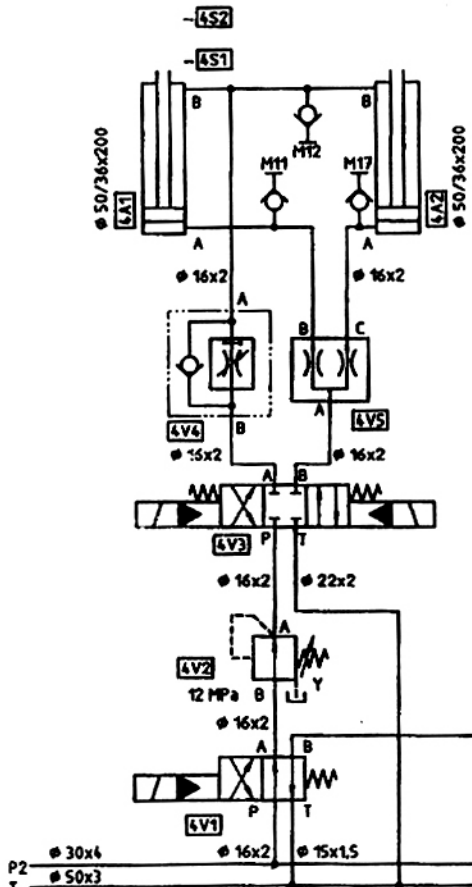 4S2
4S1
B
B
M12
M11
M17
ø 50/36x200
4A1
4A2
ø 50/36x200
A
A
ø 16x2
ø 16x2
A
B
C
A
4V4
B
4V5
ø 16x2
ø 16x2
A
B
4V3
P
T
ø 16x2
ø 22x2
A
4V2
12 MPa
B
Y
ø 16x2
A
B
P
T
4V1
ø 30x4
ø 16x2
ø 15x1,5
P2
ø 50x3